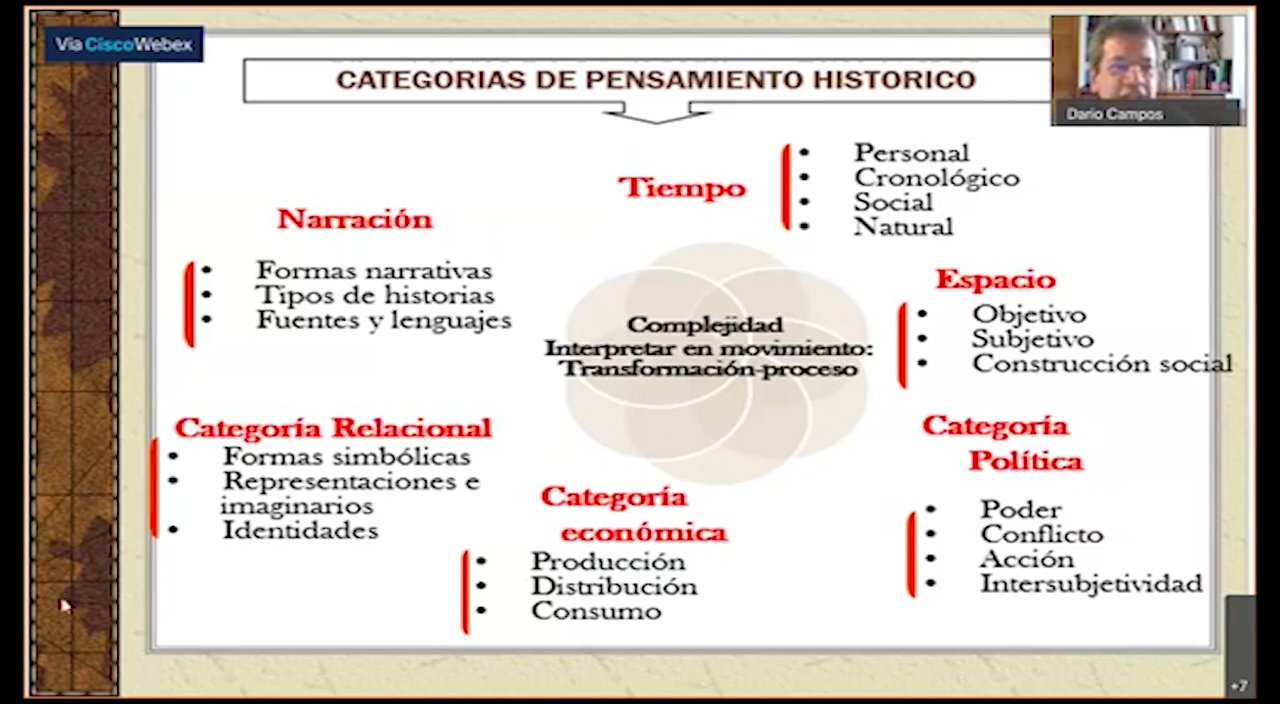 Vía CiscoWebex
CATEGORIAS DE PENSAMIENTO HISTORICO
Dario Campos
Tiempo
• Personal
• Cronológico
• Social
• Natural
Narración
• Formas narrativas
• Tipos de historias
• Fuentes y lenguajes
Espacio
• Objetivo
• Subjetivo
• Construcción social
Complejidad
Interpretar en movimiento:
Transformación-proceso
Categoría Relacional
• Formas simbólicas
• Representaciones e
imaginarios
• Identidades
Categoría
económica
• Producción
• Distribución
• Consumo
Categoría
Política
• Poder
• Conflicto
• Acción
• Intersubjetividad
+7